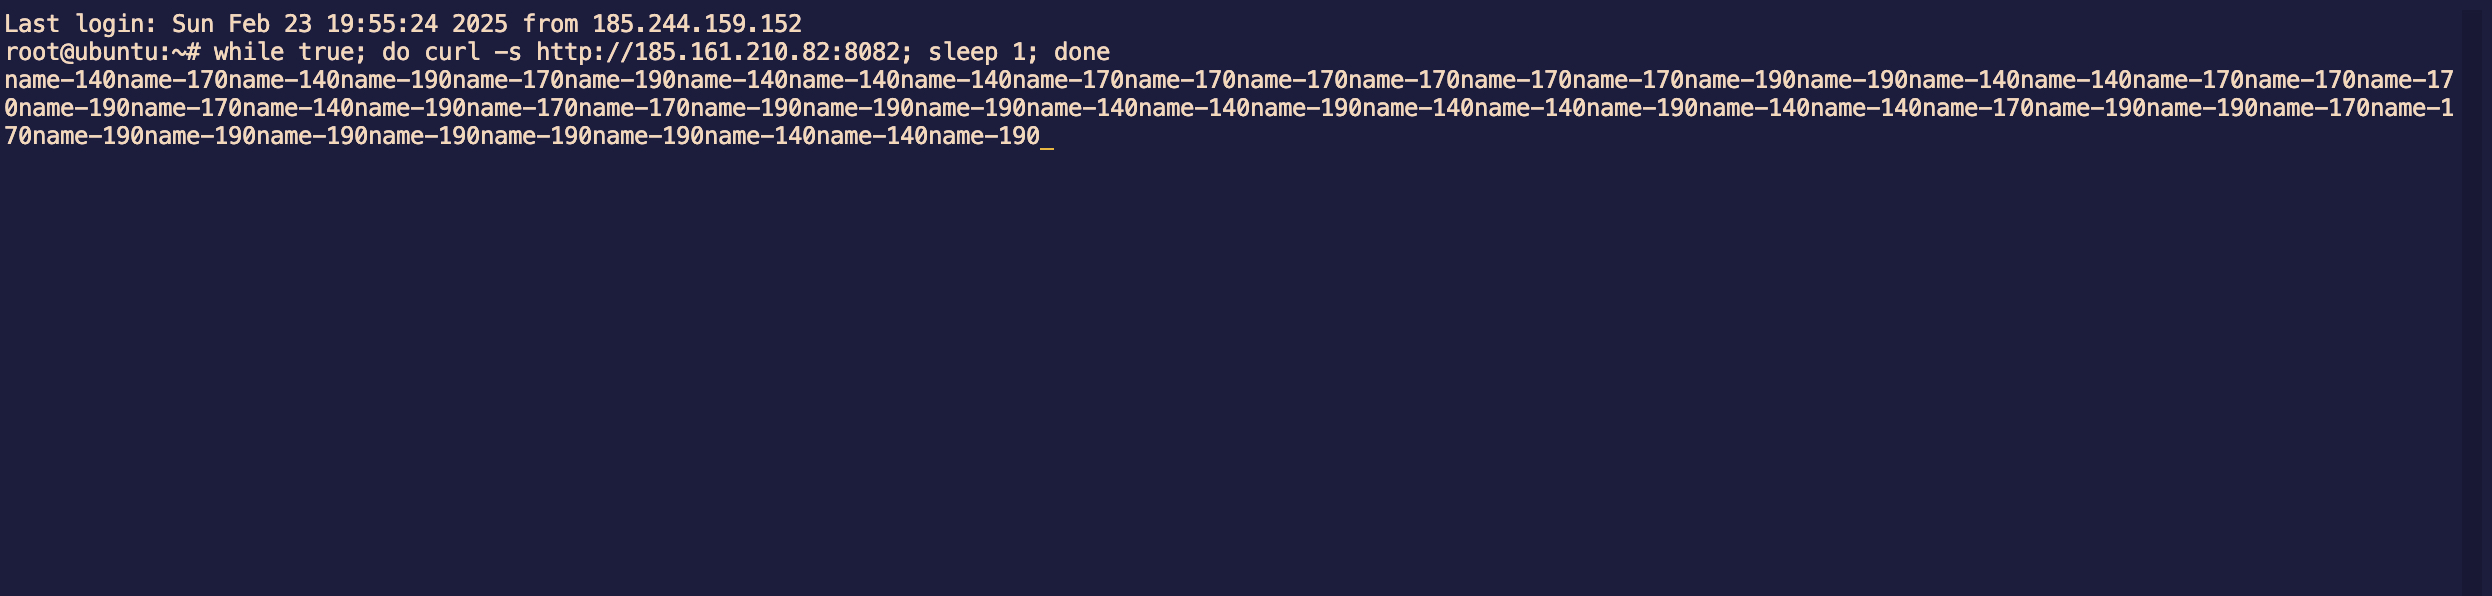 Last login: Sun Feb 23 19:55:24 2025 from 185.244.159.152
root@ubuntu:~# while true; do curl -s http://185.161.210.82:8082; sleep 1; done
name-140name-170name-140name-190name-170name-190name-140name-140name-140name-170name-170name-170name-170name-170name-170name-190name-190name-140name-140name-170name-170name-17
0name-190name-170name-140name-190name-170name-170name-190name-190name-190name-140name-140name-190name-140name-140name-190name-140name-140name-170name-190name-190name-170name-1
70name-190name-190name-190name-190name-190name-190name-140name-140name-190_